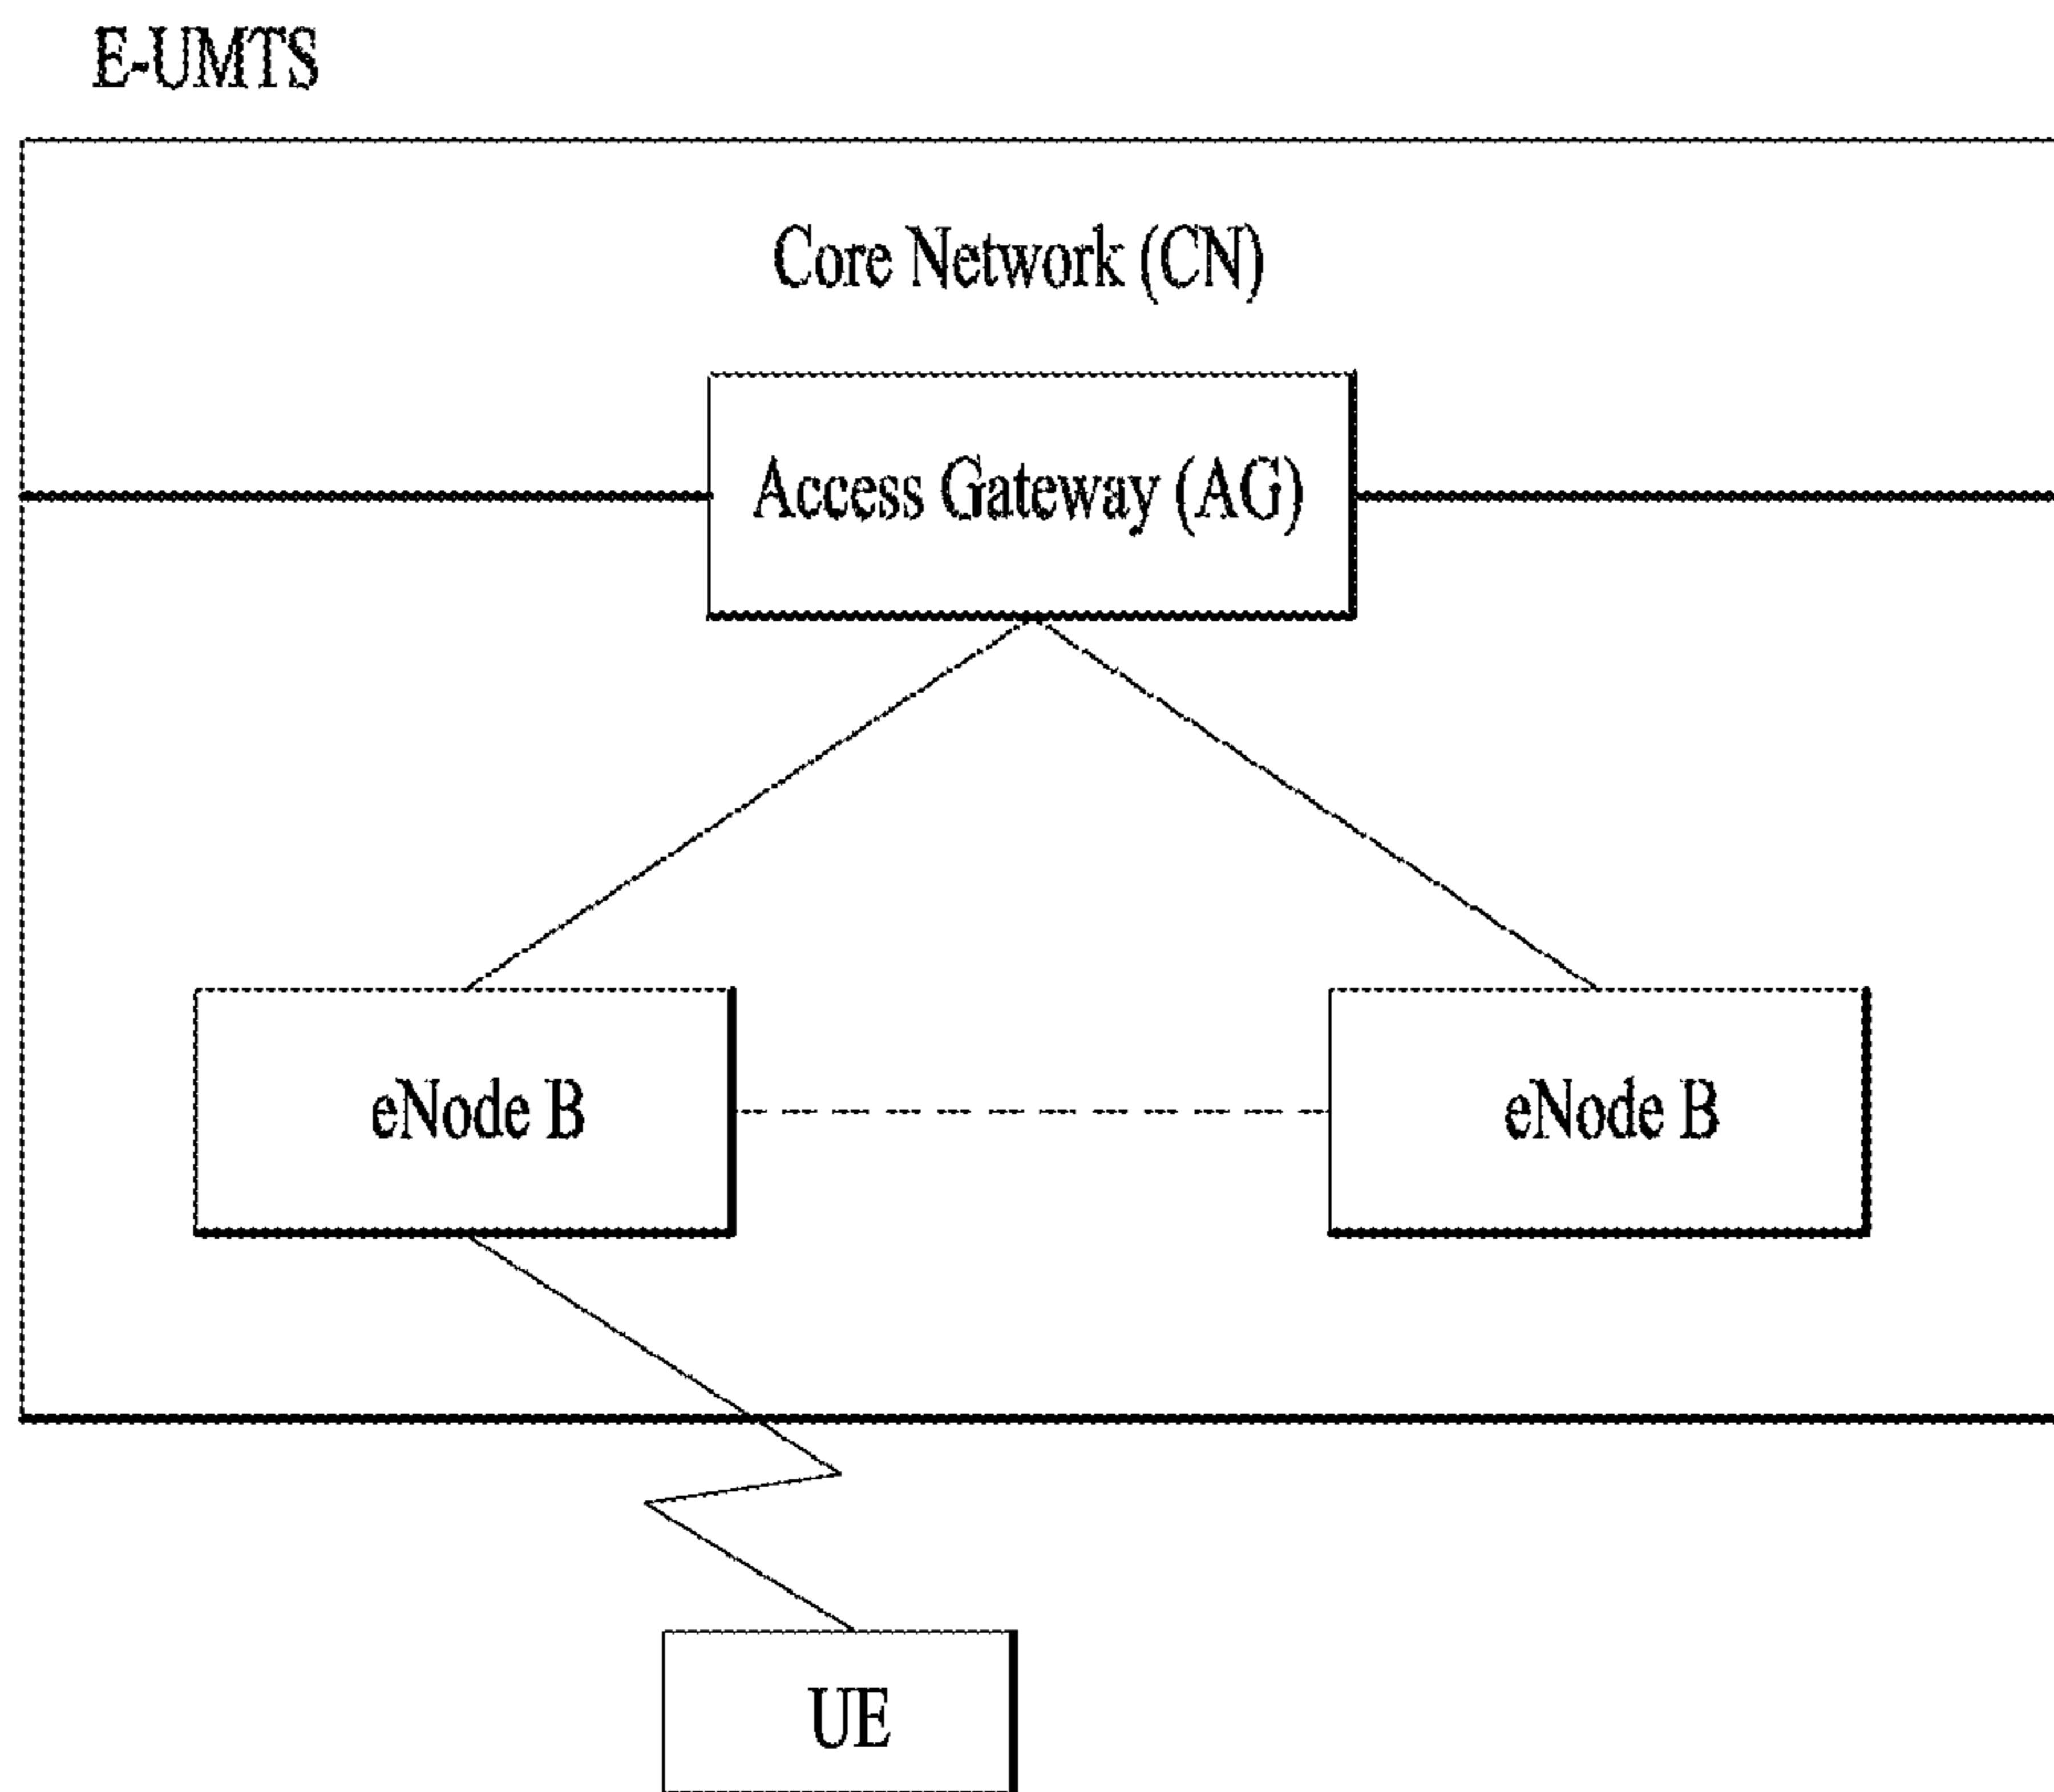 E-UMTS
Core Network (CN)
Access Gateway (AG)
eNode B
eNode B
UE